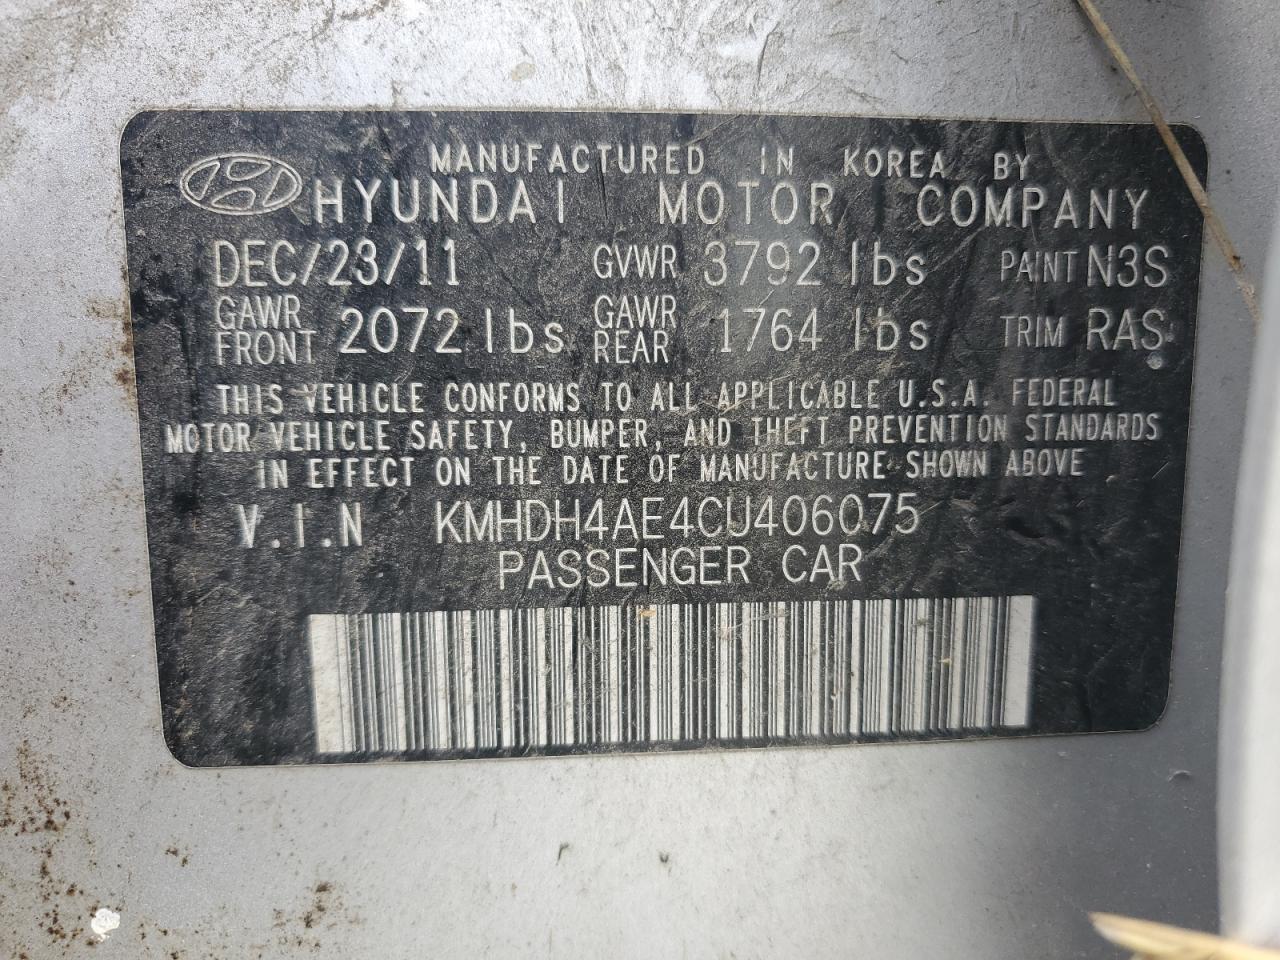 MANUFACTURED IN KOREA BY
HYUNDAI MOTOR COMPANY
DEC/23/11 GVWR 3792 lbs PAINT N3S
GAWR FRONT 2072 lbs GAWR REAR 1764 lbs TRIM RAS
THIS VEHICLE CONFORMS TO ALL APPLICABLE U.S.A. FEDERAL
MOTOR VEHICLE SAFETY, BUMPER, AND THEFT PREVENTION STANDARDS
IN EFFECT ON THE DATE OF MANUFACTURE SHOWN ABOVE
V.I.N KMHDH4AE4CU406075
PASSENGER CAR